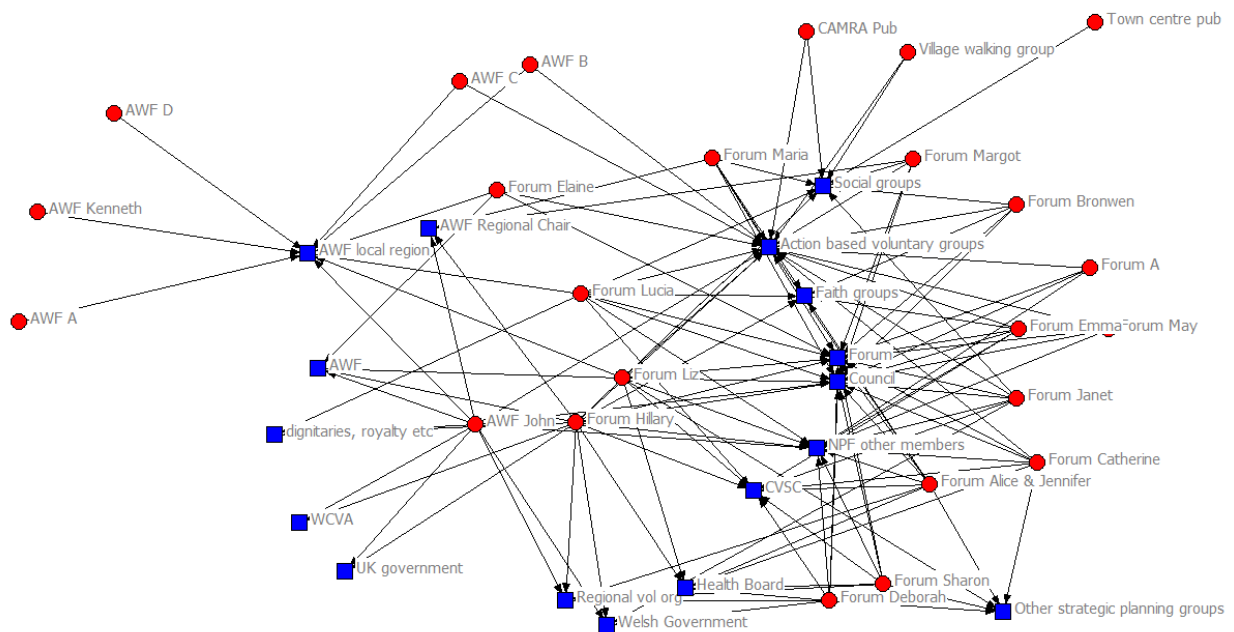 Town centre pub
CAMRA Pub
Village walking group
AWF B
AWF C
AWF D
Forum Maria
Forum Margot
Social groups
Forum Elaine
Forum Bronwen
AWF Kenneth
AWF Regional Chair
Action based voluntary groups
AWF local region
Forum A
Forum Lucia
Faith groups
AWF A
Forum Emma
Forum May
Forum
AWF
Forum Liz
Council
Forum Janet
AWF John
Forum Hillary
dignitaries, royalty etc
NPF other members
Forum Catherine
Forum Alice & Jennifer
CVSC
WCVA
UK government
Health Board
Forum Sharon
Regional vol org
Forum Deborah
Other strategic planning groups
Welsh Government